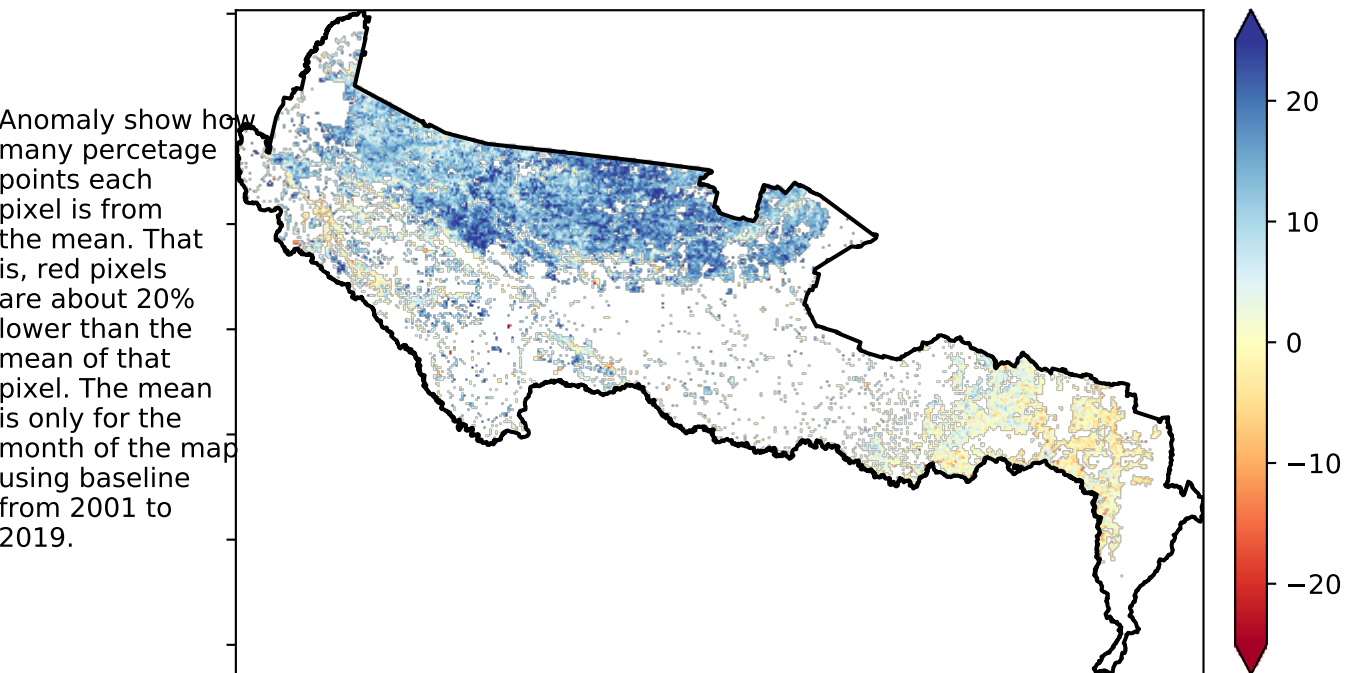 Anomaly show how
many percetage
points each
pixel is from
the mean. That
is, red pixels
are about 20%
lower than the
mean of that
pixel. The mean
is only for the
month of the map
using baseline
from 2001 to
2019.
20
10
0
−10
−20